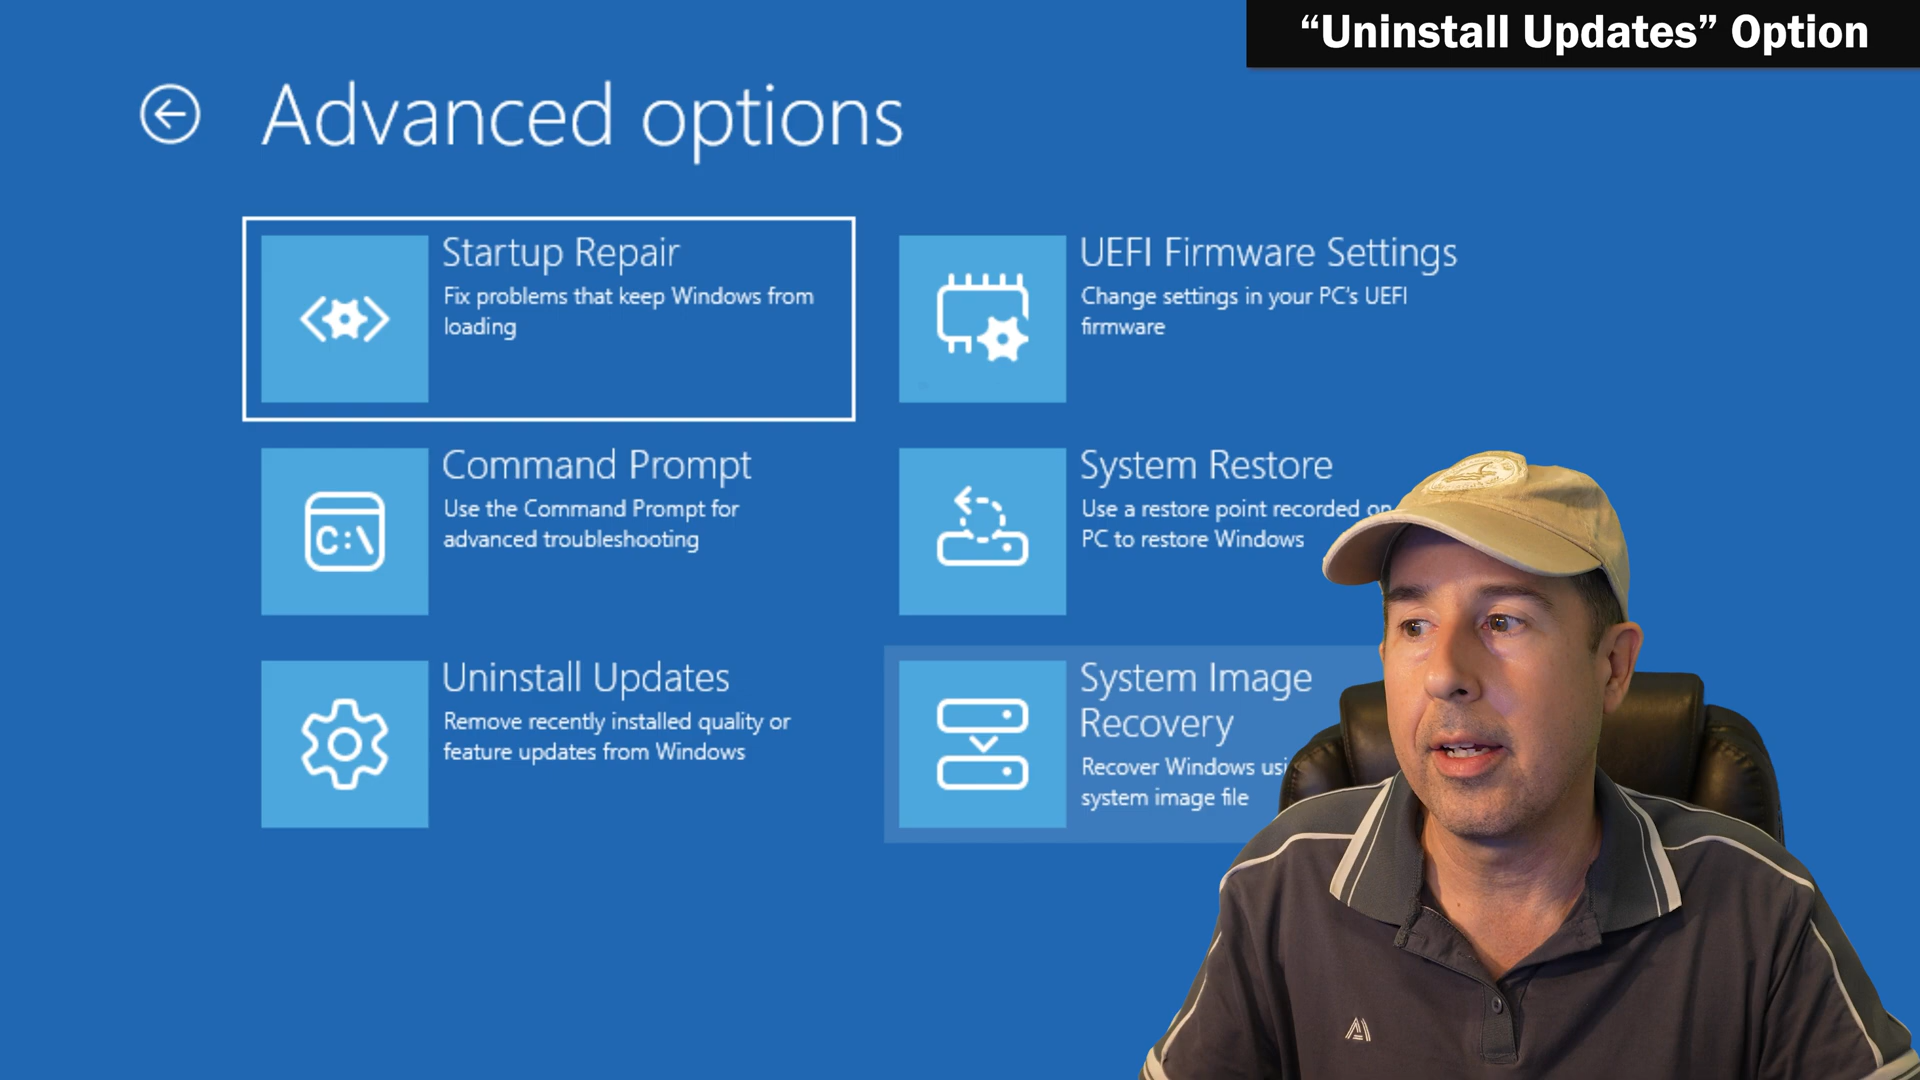 “Uninstall Updates” Option
Advanced options
Startup Repair
Fix problems that keep Windows from
loading
UEFI Firmware Settings
Change settings in your PC's UEFI
firmware
Command Prompt
Use the Command Prompt for
advanced troubleshooting
C:\
System Restore
Use a restore point recorded on
PC to restore Windows
Uninstall Updates
Remove recently installed quality or
feature updates from Windows
System Image
Recovery
Recover Windows usi
system image file